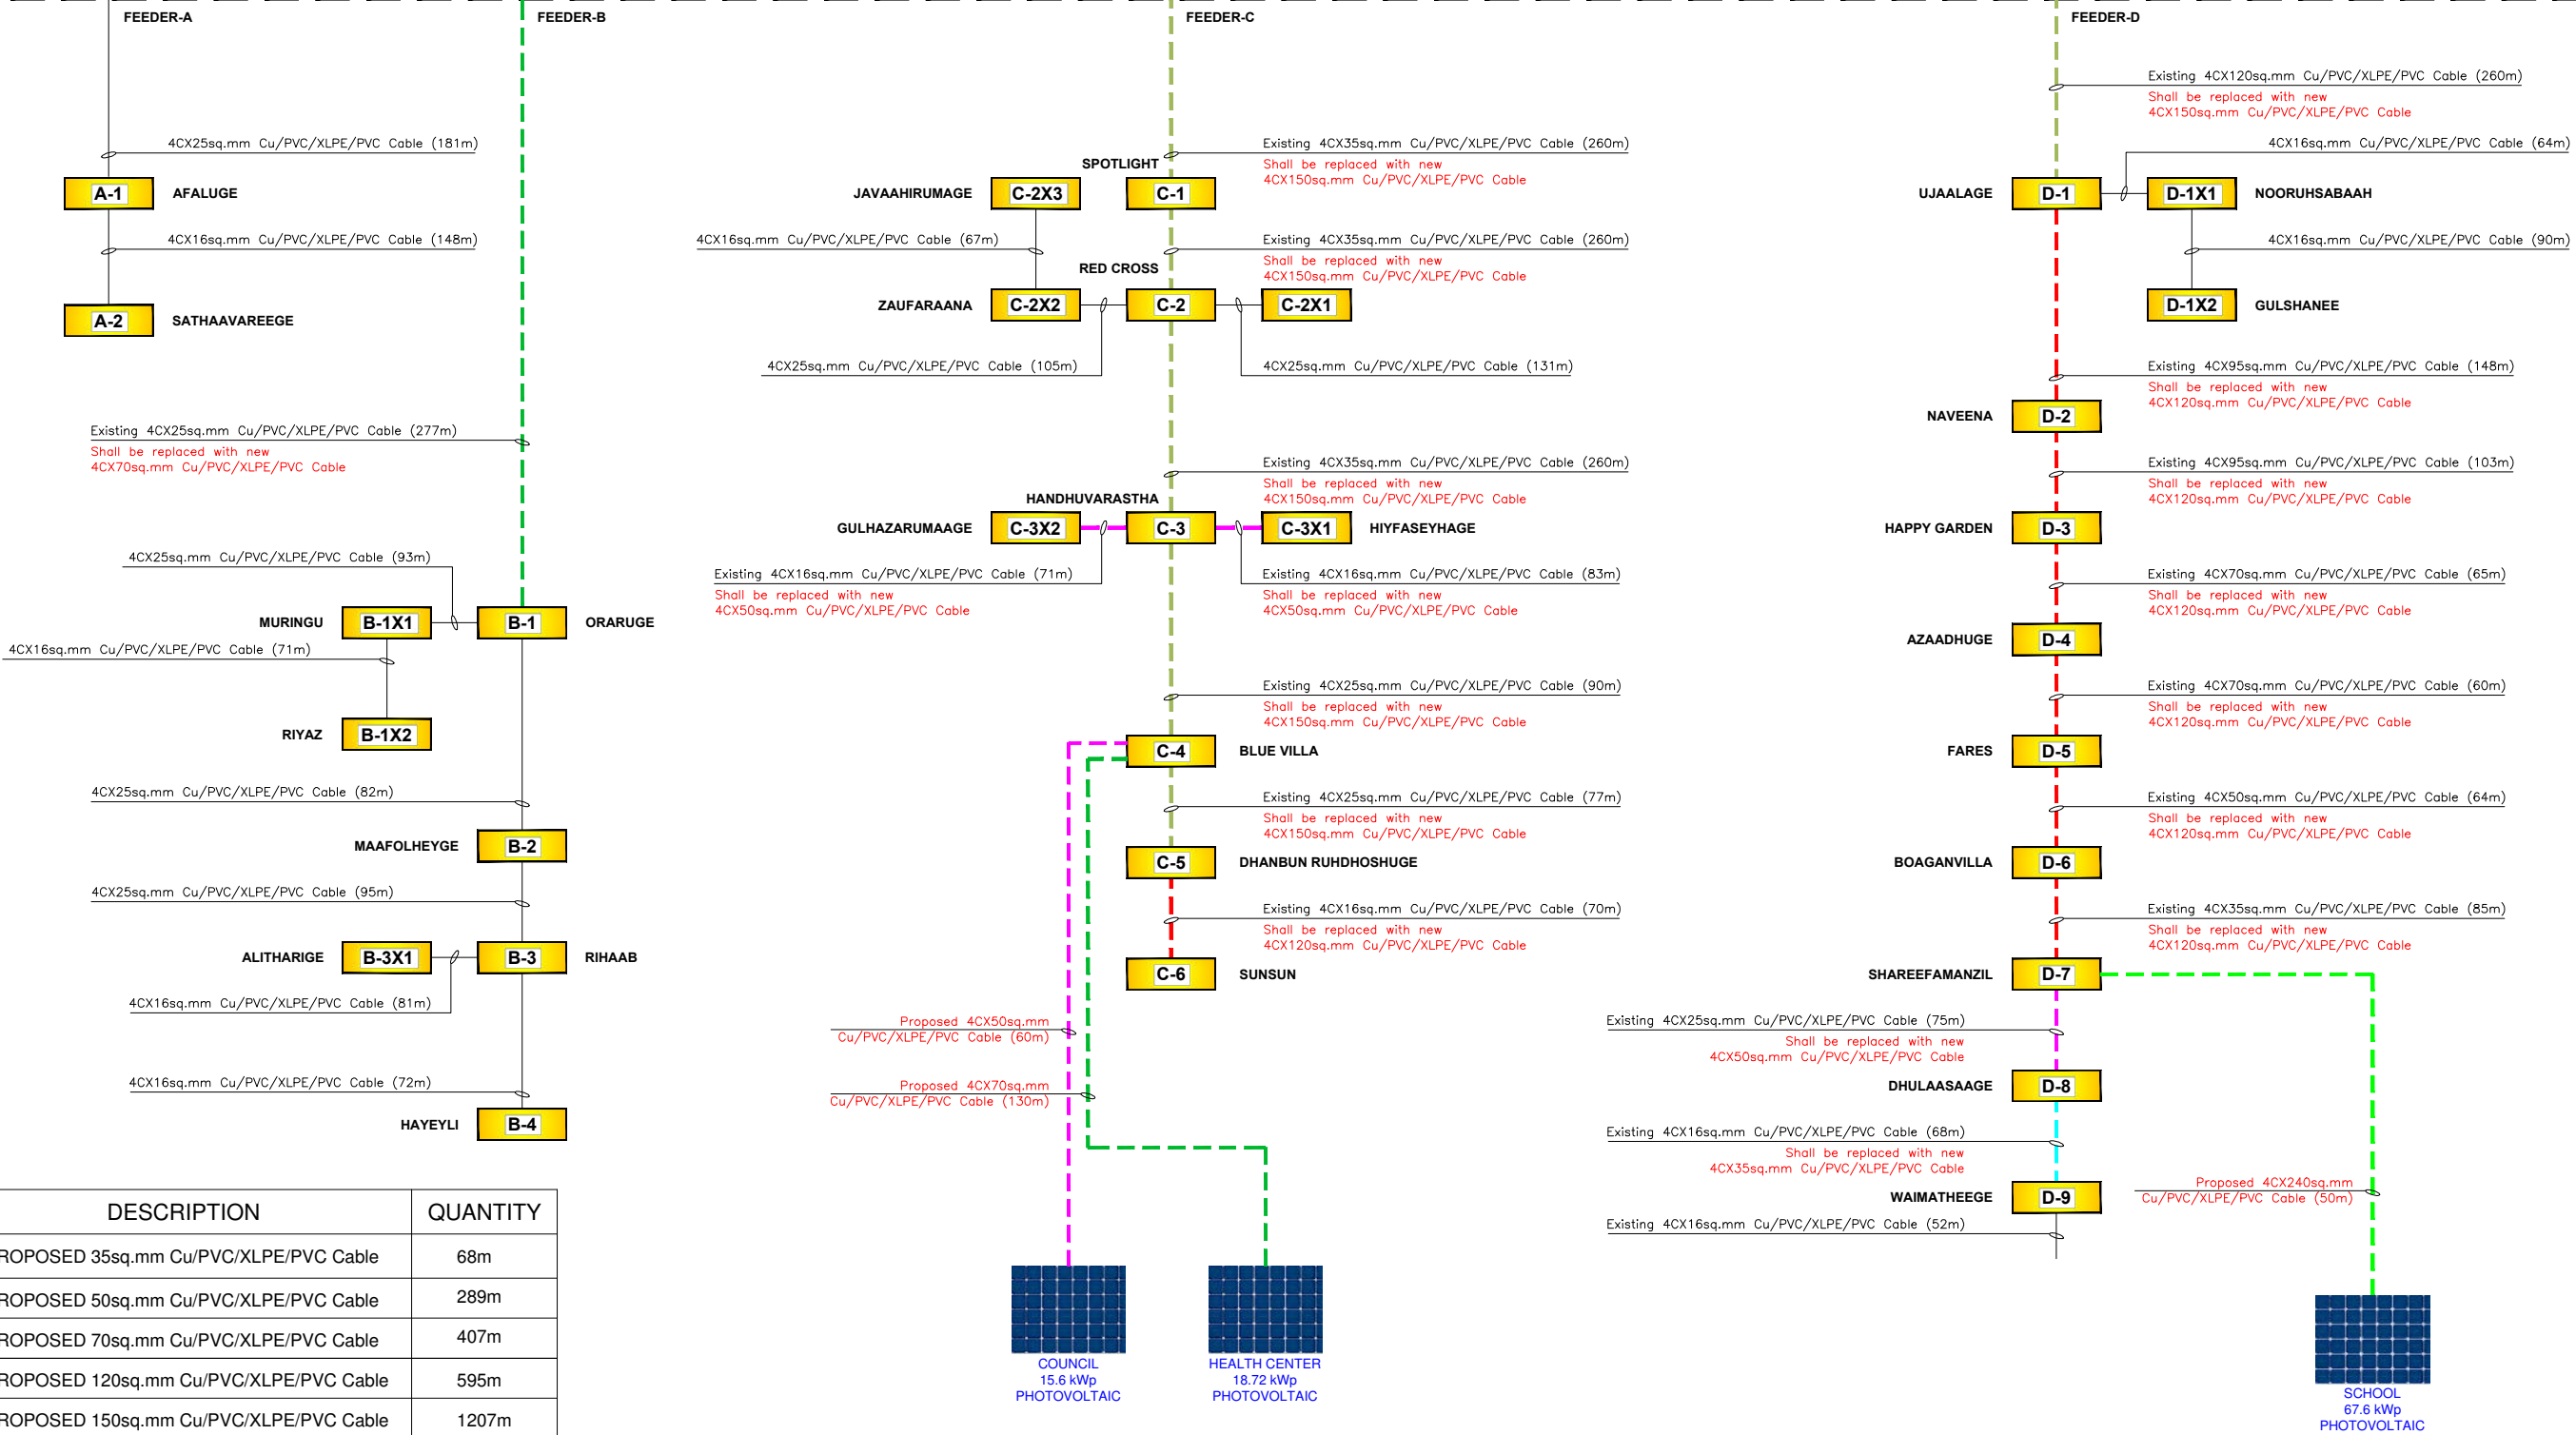 FEEDER-A
4CX25sq.mm Cu/PVC/XLPE/PVC Cable (181m)
A-1
AFALUGE
4CX16sq.mm Cu/PVC/XLPE/PVC Cable (148m)
A-2
SATHAAVAREEGE
FEEDER-B
Existing 4CX25sq.mm Cu/PVC/XLPE/PVC Cable (277m)
Shall be replaced with new
4CX70sq.mm Cu/PVC/XLPE/PVC Cable
4CX25sq.mm Cu/PVC/XLPE/PVC Cable (93m)
MURINGU
B-1X1
B-1
ORARUGE
4CX16sq.mm Cu/PVC/XLPE/PVC Cable (71m)
RIYAZ
B-1X2
4CX25sq.mm Cu/PVC/XLPE/PVC Cable (82m)
MAAFOLHEYGE
B-2
4CX25sq.mm Cu/PVC/XLPE/PVC Cable (95m)
ALITHARIGE
B-3X1
B-3
RIHAAB
4CX16sq.mm Cu/PVC/XLPE/PVC Cable (81m)
4CX16sq.mm Cu/PVC/XLPE/PVC Cable (72m)
HAYEYLI
B-4
FEEDER-C
Existing 4CX35sq.mm Cu/PVC/XLPE/PVC Cable (260m)
Shall be replaced with new
4CX150sq.mm Cu/PVC/XLPE/PVC Cable
SPOTLIGHT
JAVAAHIRUMAGE
C-2X3
C-1
4CX16sq.mm Cu/PVC/XLPE/PVC Cable (67m)
Existing 4CX35sq.mm Cu/PVC/XLPE/PVC Cable (260m)
Shall be replaced with new
4CX150sq.mm Cu/PVC/XLPE/PVC Cable
RED CROSS
ZAUFARAANA
C-2X2
C-2
C-2X1
4CX25sq.mm Cu/PVC/XLPE/PVC Cable (105m)
4CX25sq.mm Cu/PVC/XLPE/PVC Cable (131m)
Existing 4CX35sq.mm Cu/PVC/XLPE/PVC Cable (260m)
Shall be replaced with new
4CX150sq.mm Cu/PVC/XLPE/PVC Cable
HANDHUVARASTHA
GULHAZARUMAAGE
C-3X2
C-3
C-3X1
HIYFASEYHAGE
Existing 4CX16sq.mm Cu/PVC/XLPE/PVC Cable (71m)
Shall be replaced with new
4CX50sq.mm Cu/PVC/XLPE/PVC Cable
Existing 4CX16sq.mm Cu/PVC/XLPE/PVC Cable (83m)
Shall be replaced with new
4CX50sq.mm Cu/PVC/XLPE/PVC Cable
Existing 4CX25sq.mm Cu/PVC/XLPE/PVC Cable (90m)
Shall be replaced with new
4CX150sq.mm Cu/PVC/XLPE/PVC Cable
C-4
BLUE VILLA
Existing 4CX25sq.mm Cu/PVC/XLPE/PVC Cable (77m)
Shall be replaced with new
4CX150sq.mm Cu/PVC/XLPE/PVC Cable
C-5
DHANBUN RUHDHOSHUGE
Existing 4CX16sq.mm Cu/PVC/XLPE/PVC Cable (70m)
Shall be replaced with new
4CX120sq.mm Cu/PVC/XLPE/PVC Cable
C-6
SUNSUN
Proposed 4CX50sq.mm
Cu/PVC/XLPE/PVC Cable (60m)
Proposed 4CX70sq.mm
Cu/PVC/XLPE/PVC Cable (130m)
COUNCIL
15.6 kWp
PHOTOVOLTAIC
HEALTH CENTER
18.72 kWp
PHOTOVOLTAIC
FEEDER-D
Existing 4CX120sq.mm Cu/PVC/XLPE/PVC Cable (260m)
Shall be replaced with new
4CX150sq.mm Cu/PVC/XLPE/PVC Cable
4CX16sq.mm Cu/PVC/XLPE/PVC Cable (64m)
UJAALAGE
D-1
D-1X1
NOORUHSABAAH
4CX16sq.mm Cu/PVC/XLPE/PVC Cable (90m)
D-1X2
GULSHANEE
Existing 4CX95sq.mm Cu/PVC/XLPE/PVC Cable (148m)
Shall be replaced with new
4CX120sq.mm Cu/PVC/XLPE/PVC Cable
NAVEENA
D-2
Existing 4CX95sq.mm Cu/PVC/XLPE/PVC Cable (103m)
Shall be replaced with new
4CX120sq.mm Cu/PVC/XLPE/PVC Cable
HAPPY GARDEN
D-3
Existing 4CX70sq.mm Cu/PVC/XLPE/PVC Cable (65m)
Shall be replaced with new
4CX120sq.mm Cu/PVC/XLPE/PVC Cable
AZAADHUGE
D-4
Existing 4CX70sq.mm Cu/PVC/XLPE/PVC Cable (60m)
Shall be replaced with new
4CX120sq.mm Cu/PVC/XLPE/PVC Cable
FARES
D-5
Existing 4CX50sq.mm Cu/PVC/XLPE/PVC Cable (64m)
Shall be replaced with new
4CX120sq.mm Cu/PVC/XLPE/PVC Cable
BOAGANVILLA
D-6
Existing 4CX35sq.mm Cu/PVC/XLPE/PVC Cable (85m)
Shall be replaced with new
4CX120sq.mm Cu/PVC/XLPE/PVC Cable
SHAREEFAMANZIL
D-7
Existing 4CX25sq.mm Cu/PVC/XLPE/PVC Cable (75m)
Shall be replaced with new
4CX50sq.mm Cu/PVC/XLPE/PVC Cable
DHULAASAAGE
D-8
Existing 4CX16sq.mm Cu/PVC/XLPE/PVC Cable (68m)
Shall be replaced with new
4CX35sq.mm Cu/PVC/XLPE/PVC Cable
WAIMATHEEGE
D-9
Existing 4CX16sq.mm Cu/PVC/XLPE/PVC Cable (52m)
Proposed 4CX240sq.mm
Cu/PVC/XLPE/PVC Cable (50m)
SCHOOL
67.6 kWp
PHOTOVOLTAIC
DESCRIPTION QUANTITY
ROPOSED 35sq.mm Cu/PVC/XLPE/PVC Cable 68m
ROPOSED 50sq.mm Cu/PVC/XLPE/PVC Cable 289m
ROPOSED 70sq.mm Cu/PVC/XLPE/PVC Cable 407m
ROPOSED 120sq.mm Cu/PVC/XLPE/PVC Cable 595m
ROPOSED 150sq.mm Cu/PVC/XLPE/PVC Cable 1207m